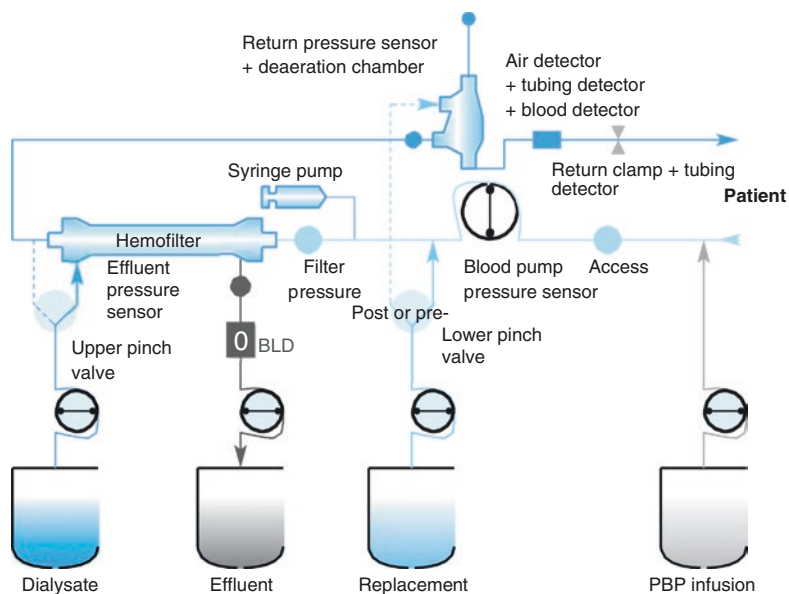 Return pressure sensor
+ deaeration chamber
Air detector
+ tubing detector
+ blood detector
Syringe pump
Return clamp + tubing
detector
Patient
Hemofilter
Effluent
pressure
sensor
Filter
pressure
Blood pump
pressure sensor
Access
Post or pre-
Lower pinch
valve
Upper pinch
valve
0
BLD
Dialysate
Effluent
Replacement
PBP infusion